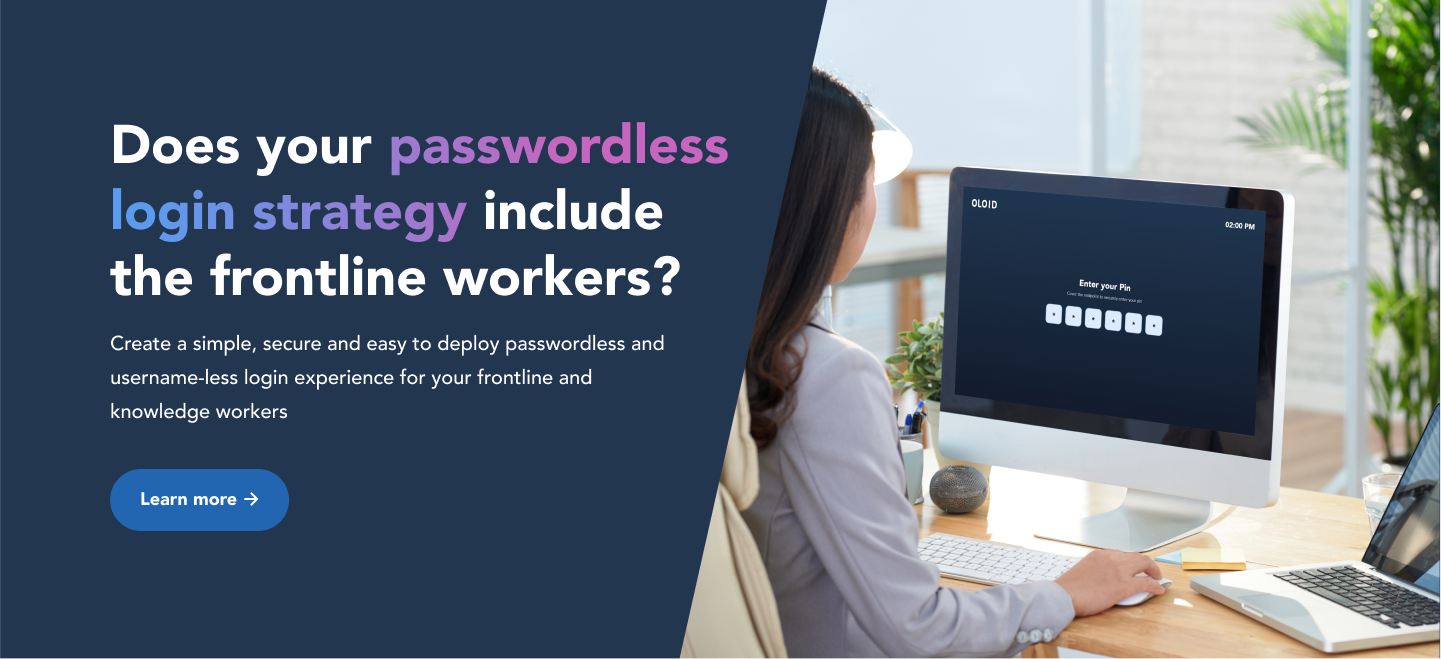 Does your passwordless
login strategy include
the frontline workers?
Create a simple, secure and easy to deploy passwordless and
username-less login experience for your frontline and
knowledge workers
Learn more →
OLOID
02:00 PM
Enter your Pin